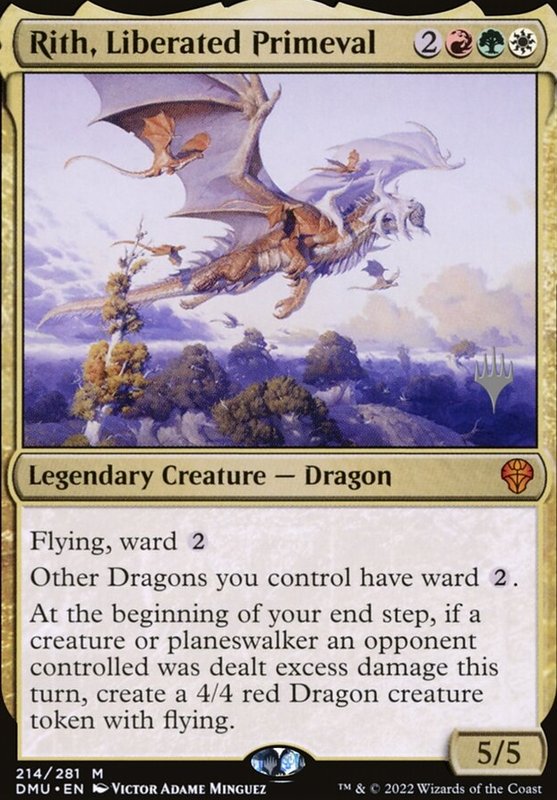 Rith, Liberated Primeval 2
Legendary Creature — Dragon
Flying, ward 2
Other Dragons you control have ward 2.
At the beginning of your end step, if a
creature or planeswalker an opponent
controlled was dealt excess damage this
turn, create a 4/4 red Dragon creature
token with flying.
5/5
214/281 M
DMU • EN Victor Adame Minguez
™ & © 2022 Wizards of the Coast